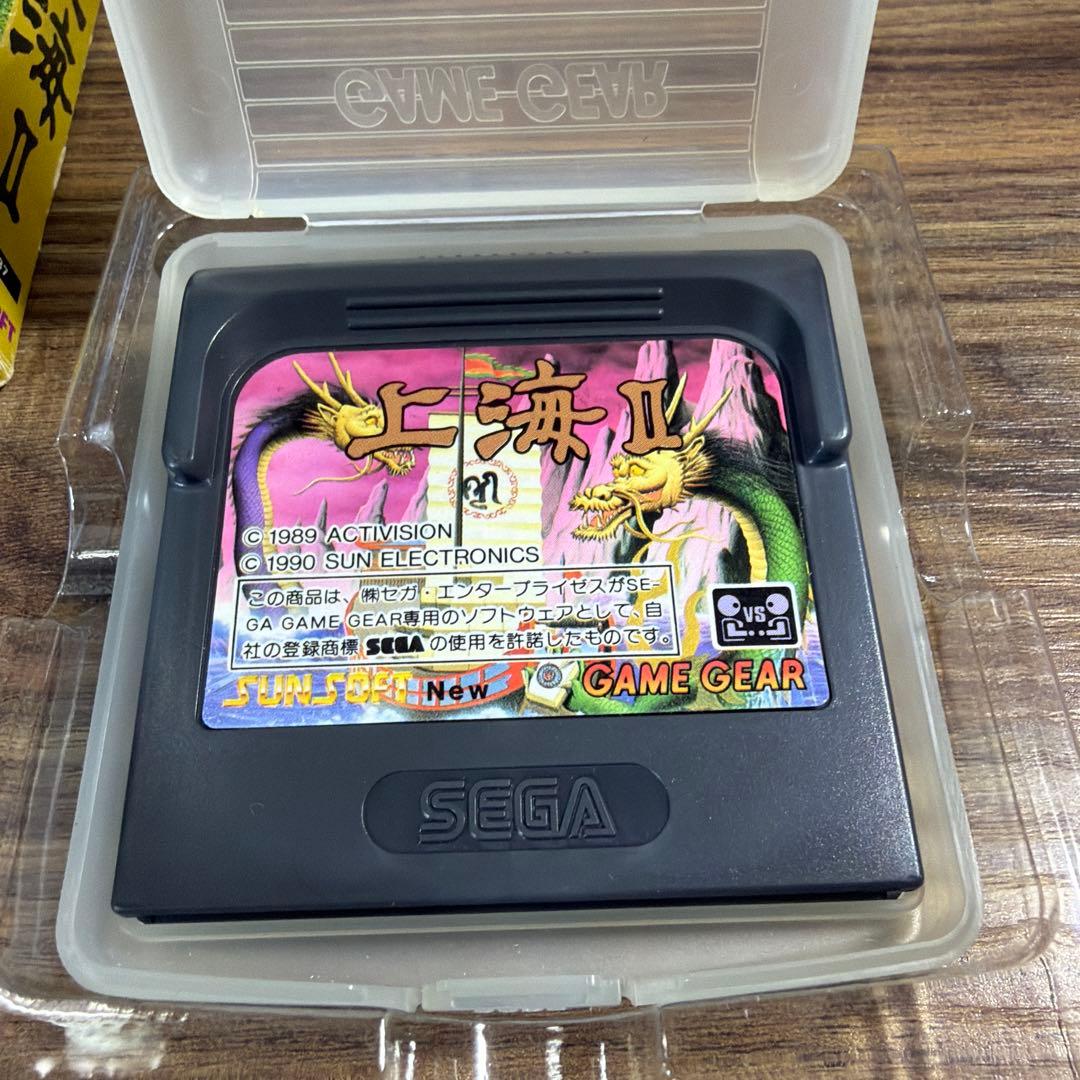 GAME GEAR
上海II
© 1989 ACTIVISION
© 1990 SUN ELECTRONICS
この商品は、㈱セガ・エンタープライゼスがSE-
GA GAME GEAR専用のソフトウェアとして、自
社の登録商標 SEGA の使用を許諾したものです。
VS
SUNSOFT New
GAME GEAR
SEGA